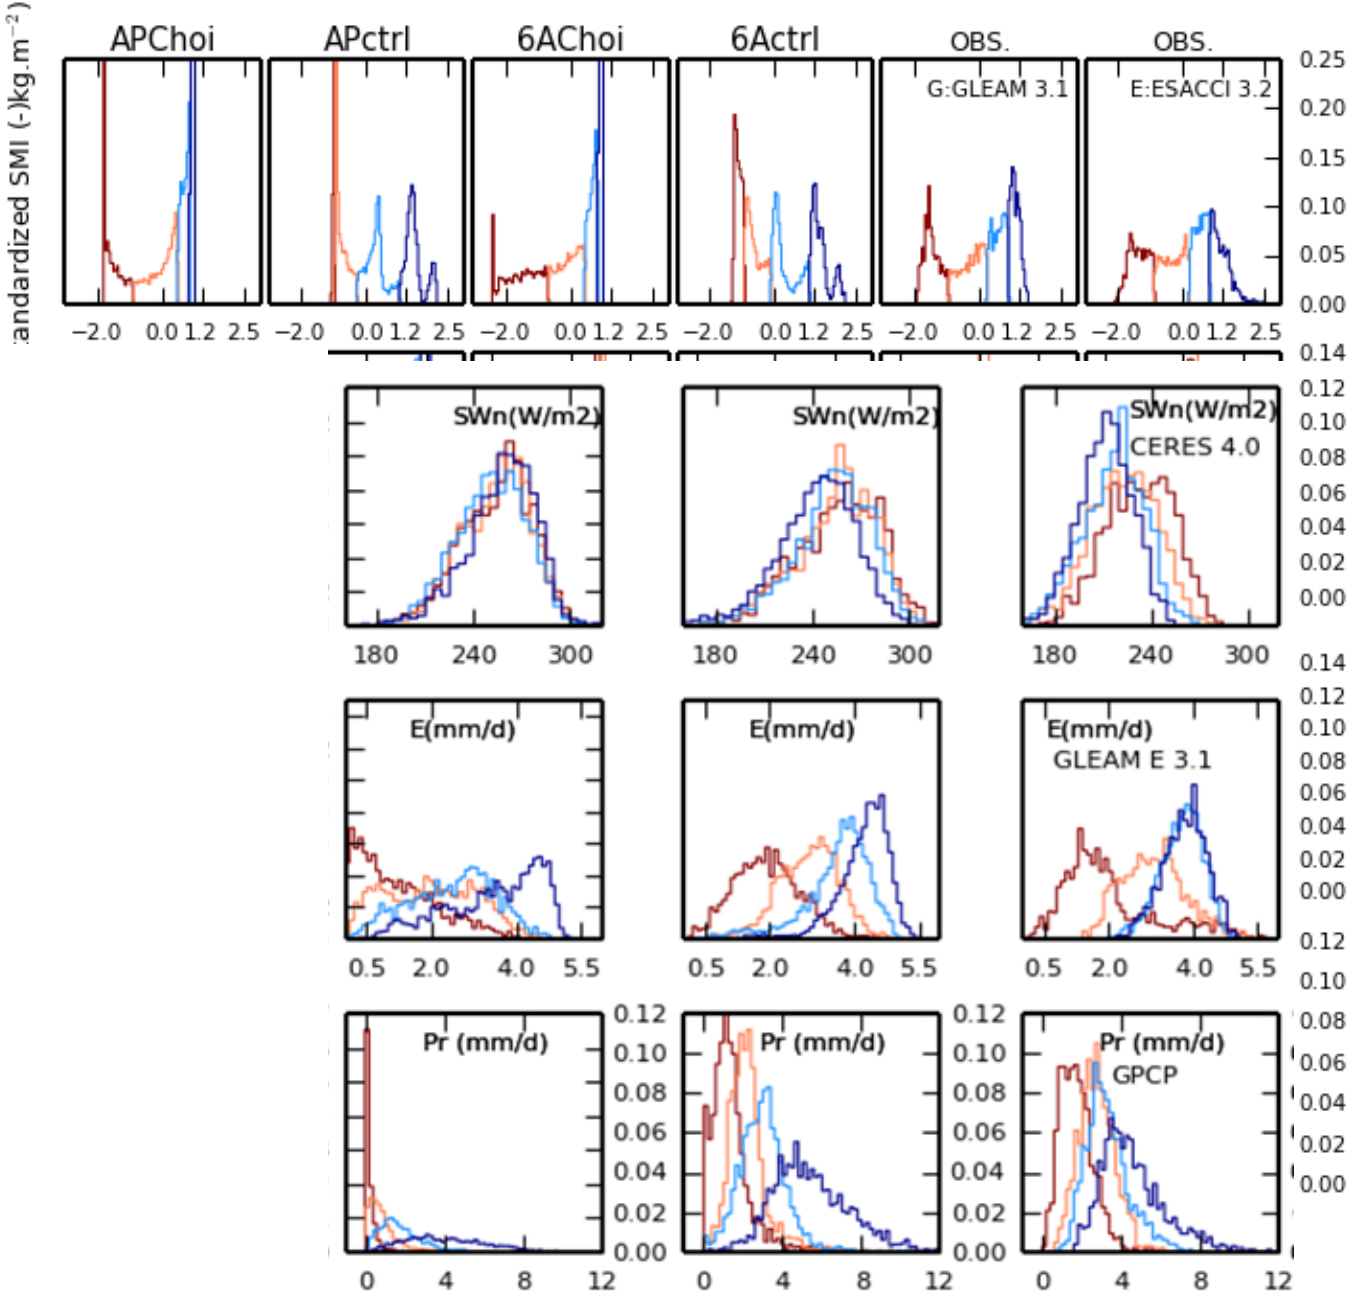 APChoi APctrl 6AChoi 6Actrl OBS. OBS.
G:GLEAM 3.1 E:ESACCI 3.2
andardized SMI (-)kg.m⁻²)
0.25
0.20
0.15
0.10
0.05
0.00
−2.0 0.0 1.2 2.5 −2.0 0.0 1.2 2.5 −2.0 0.0 1.2 2.5 −2.0 0.0 1.2 2.5 −2.0 0.0 1.2 2.5 −2.0 0.0 1.2 2.5
0.14
0.12
SWn(W/m2) SWn(W/m2) SWn(W/m2)
CERES 4.0
0.10
0.08
0.06
0.04
0.02
0.00
180 240 300 180 240 300 180 240 300
0.14
0.12
E(mm/d) E(mm/d) E(mm/d)
GLEAM E 3.1
0.10
0.08
0.06
0.04
0.02
0.00
0.12
0.5 2.0 4.0 5.5 0.5 2.0 4.0 5.5 0.5 2.0 4.0 5.5
0.10
0.12 0.12 0.08
Pr (mm/d) Pr (mm/d) Pr (mm/d)
0.10 0.10 0.06
GPCP
0.08 0.08 0.04
0.06 0.06 0.02
0.04 0.04 0.00
0.02 0.02
0.00 0.00
0 4 8 12 0 4 8 12 0 4 8 12